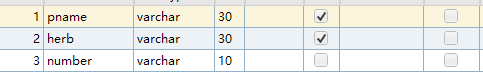 1 pname varchar 30
2 herb varchar 30
3 number varchar 10